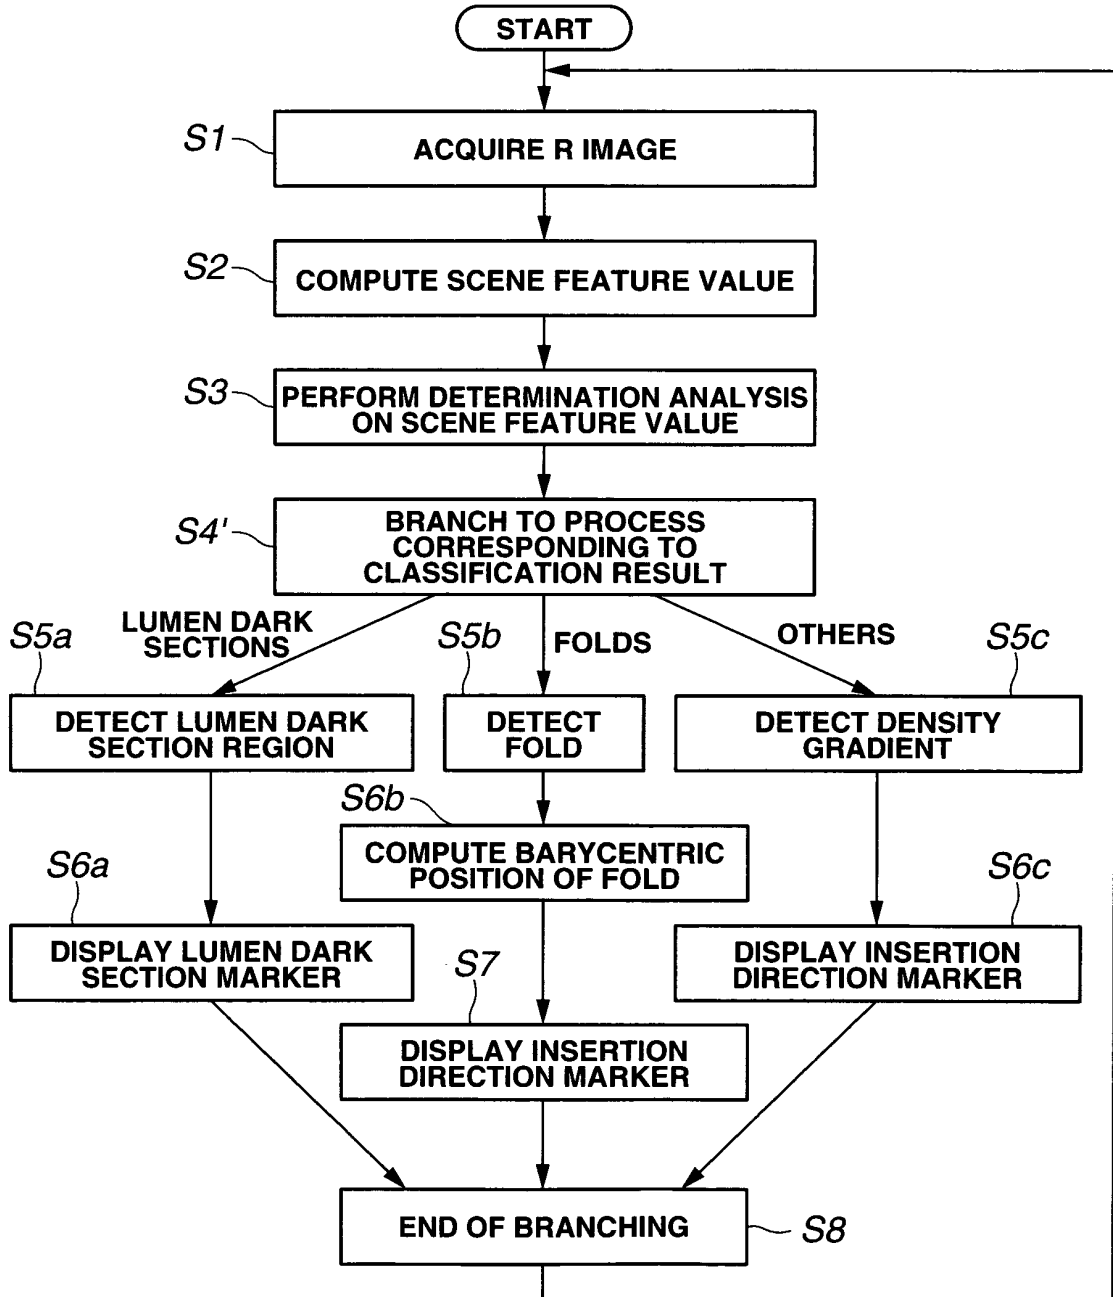 START
S1
ACQUIRE R IMAGE
S2
COMPUTE SCENE FEATURE VALUE
S3
PERFORM DETERMINATION ANALYSIS
ON SCENE FEATURE VALUE
S4'
BRANCH TO PROCESS
CORRESPONDING TO
CLASSIFICATION RESULT
LUMEN DARK
SECTIONS
FOLDS
OTHERS
S5a
DETECT LUMEN DARK
SECTION REGION
S5b
DETECT
FOLD
S5c
DETECT DENSITY
GRADIENT
S6b
COMPUTE BARYCENTRIC
POSITION OF FOLD
S6a
DISPLAY LUMEN DARK
SECTION MARKER
S6c
DISPLAY INSERTION
DIRECTION MARKER
S7
DISPLAY INSERTION
DIRECTION MARKER
END OF BRANCHING
S8